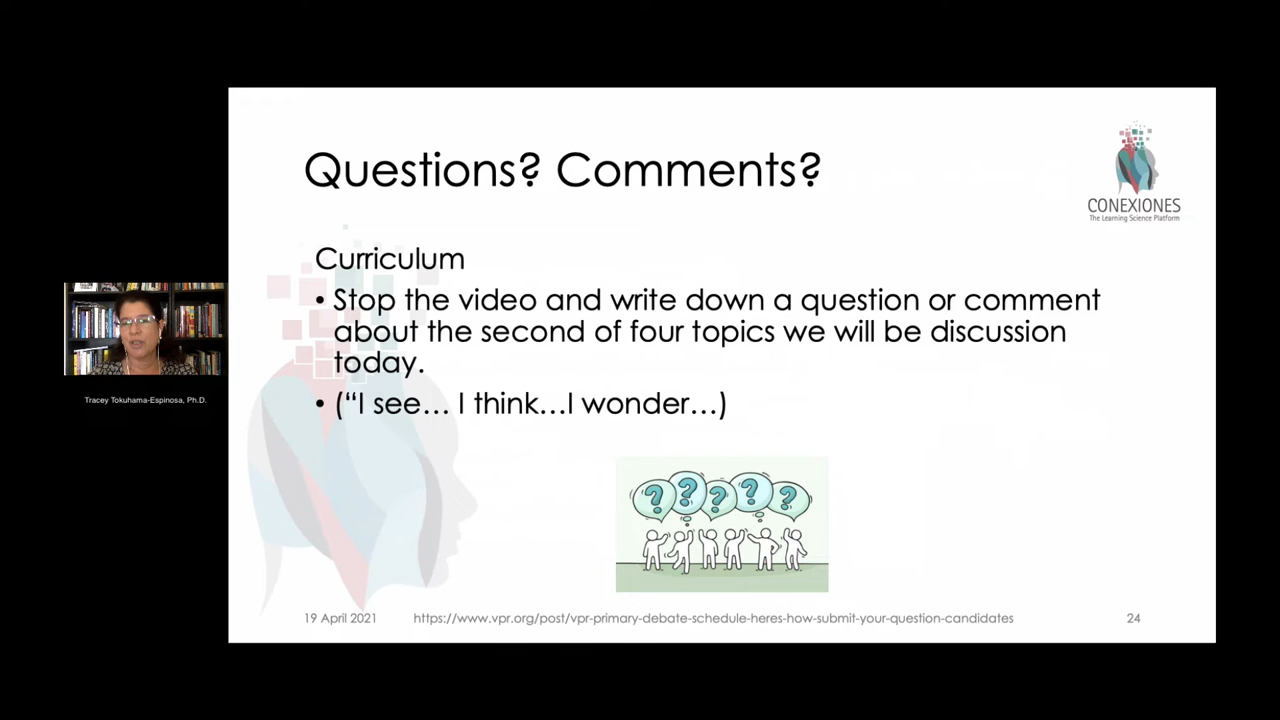 Questions? Comments?
CONEXIONES
The Learning Science Platform
Curriculum
• Stop the video and write down a question or comment
about the second of four topics we will be discussion
today.
• (“I see… I think…I wonder…)
? ? ? ? ?
Tracey Tokuhama-Espinosa, Ph.D.
19 April 2021
https://www.vpr.org/post/vpr-primary-debate-schedule-heres-how-submit-your-question-candidates
24